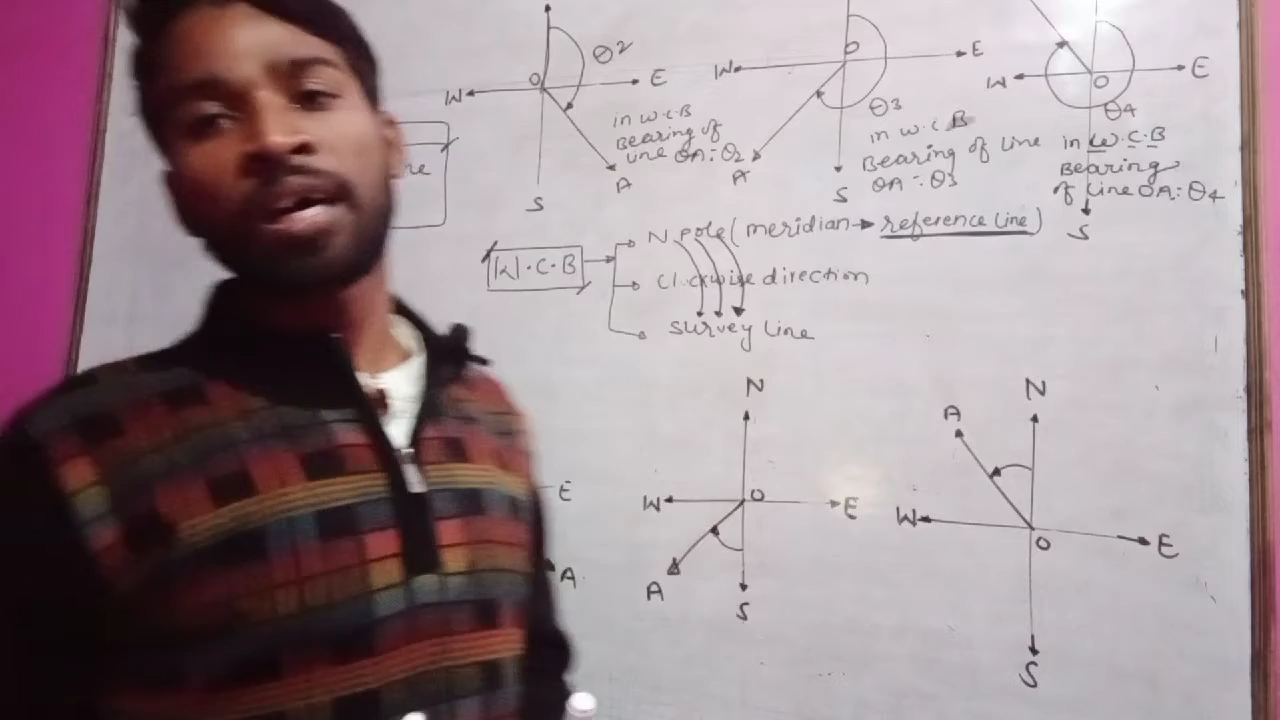 θ2
W
O
E
in W.C.B
Bearing of
Line OA = θ2
A
S
W
O
E
θ3
in W.C.B
Bearing of Line
OA = θ3
A
S
W
O
E
θ4
in W.C.B
Bearing
of Line OA = θ4
S
W.C.B
N pole (meridian → reference line)
Clockwise direction
Survey line
E
A
N
W
O
E
A
S
N
A
W
O
E
S